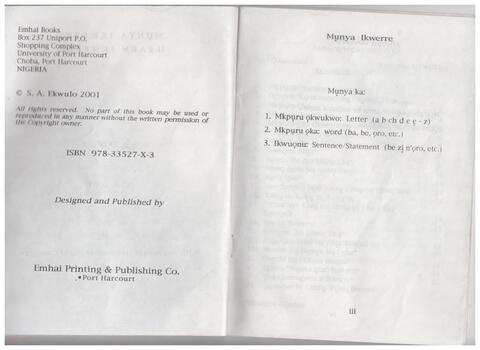 Emhai Books
Box 237 Uniport P.O.
Shopping Complex
University of Port Harcourt
Choba, Port Harcourt
NIGERIA
© S. A. Ekwulo 2001
All rights reserved. No part of this book may be used or
reproduced in any manner without the written permission of
the Copyright owner.
ISBN 978-33527-X-3
Designed and Published by
Emhai Printing & Publishing Co.
Port Harcourt
Mụnya Ikwerre
Mụnya ka:
1. Mkpụru ọkwukwo: Letter (a b ch d e ẹ - z)
2. Mkpụru ọka: word (ba, be, ọro, etc.)
3. Ikwuọnu: Sentence/Statement (be zị n'ọro, etc.)
III